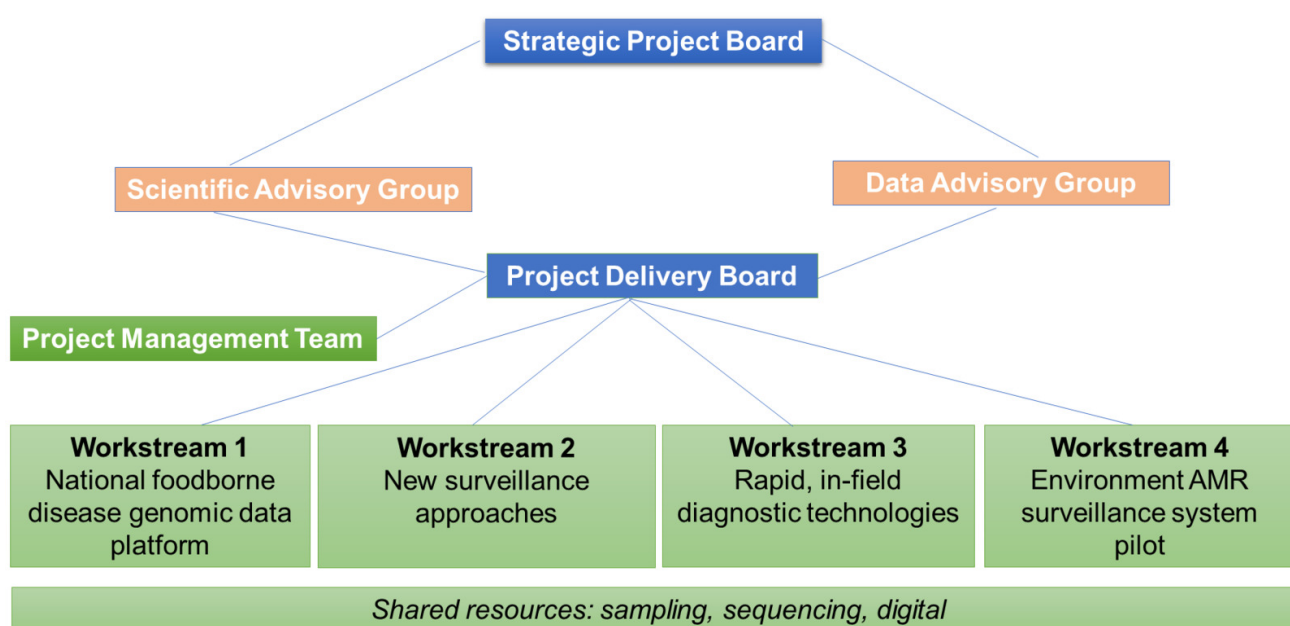 Strategic Project Board
Scientific Advisory Group
Data Advisory Group
Project Delivery Board
Project Management Team
Workstream 1
National foodborne
disease genomic data
platform
Workstream 2
New surveillance
approaches
Workstream 3
Rapid, in-field
diagnostic technologies
Workstream 4
Environment AMR
surveillance system
pilot
Shared resources: sampling, sequencing, digital